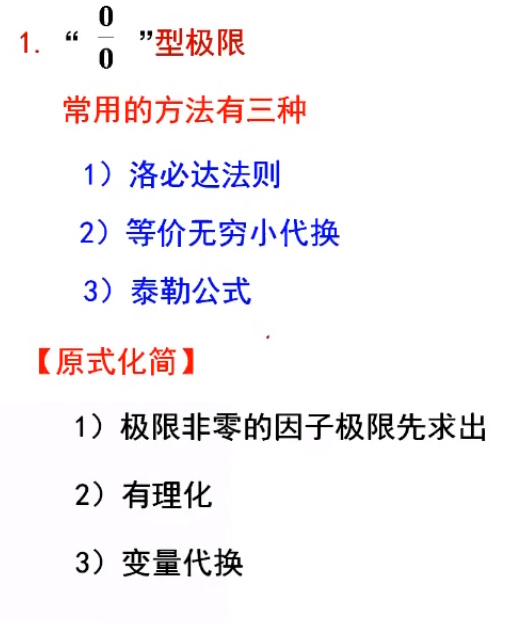 1. “ 0/0 ”型极限
常用的方法有三种
1）洛必达法则
2）等价无穷小代换
3）泰勒公式
【原式化简】
1）极限非零的因子极限先求出
2）有理化
3）变量代换